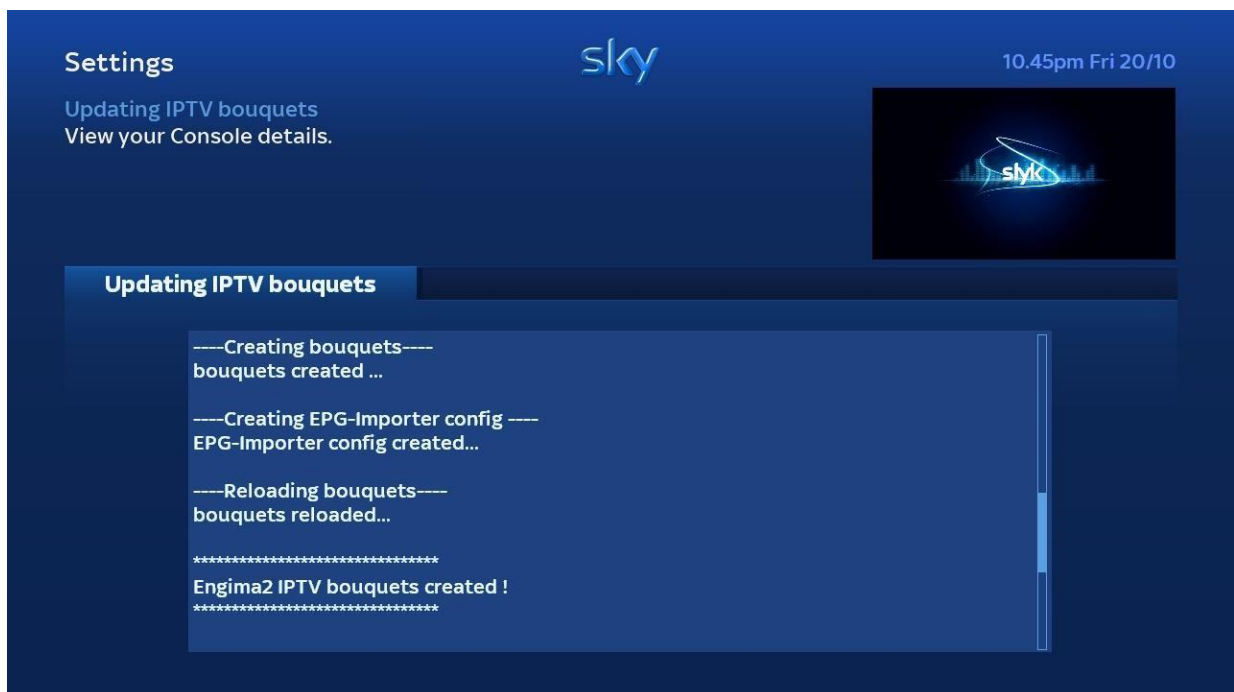 Settings
sky
10.45pm Fri 20/10
Updating IPTV bouquets
View your Console details.
slyk
Updating IPTV bouquets
----Creating bouquets----
bouquets created ...
----Creating EPG-Importer config ----
EPG-Importer config created...
----Reloading bouquets----
bouquets reloaded...
********************************
Engima2 IPTV bouquets created !
********************************